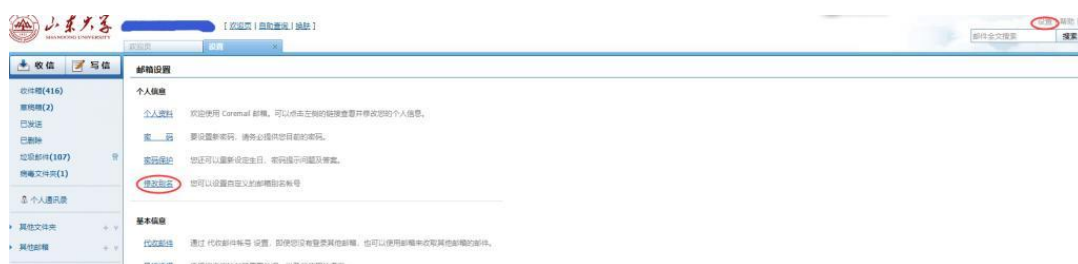 山东大学
SHANDONG UNIVERSITY
[ 欢迎页 | 自助查询 | 换肤 ]
设置 | 帮助 |
欢迎页 邮箱 ×
邮件全文搜索 搜索
收信 写信
邮箱设置
收件箱(416)
草稿箱(2)
已发送
已删除
垃圾邮件(107)
病毒文件夹(1)
个人通讯录
其他文件夹 + ∨
其他邮箱 + ∨
个人信息
个人资料 欢迎使用 Coremail 邮箱。可以点击左侧的链接查看并修改您的个人信息。
密 码 要设置新密码，请务必提供您目前的密码。
密码保护 您还可以重新设定生日、密码提示问题及答案。
修改别名 您可以设置自定义的邮箱别名帐号
基本信息
代收邮件 通过 代收邮件帐号 设置，即使您没有登录其他邮箱，也可以使用邮箱来收取其他邮箱的邮件。